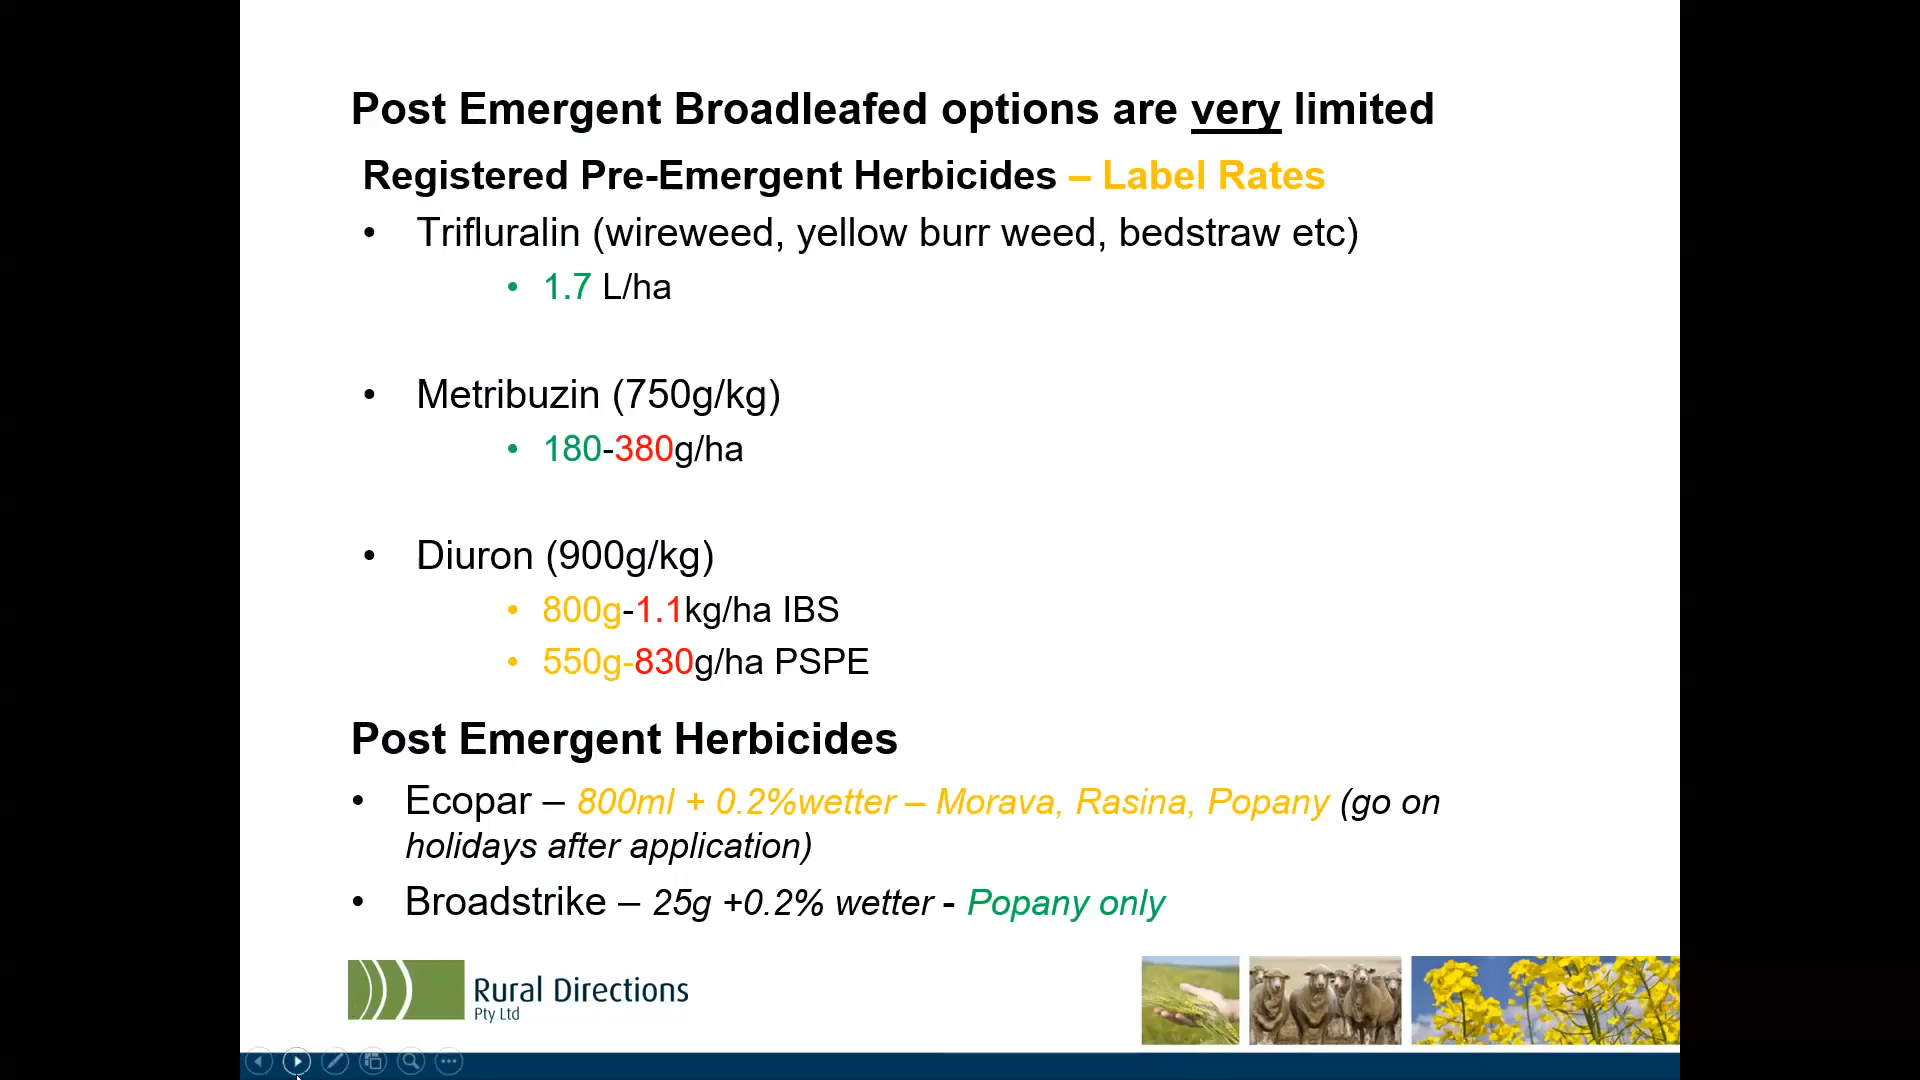 Post Emergent Broadleafed options are very limited
Registered Pre-Emergent Herbicides – Label Rates
• Trifluralin (wireweed, yellow burr weed, bedstraw etc)
• 1.7 L/ha
• Metribuzin (750g/kg)
• 180-380g/ha
• Diuron (900g/kg)
• 800g-1.1kg/ha IBS
• 550g-830g/ha PSPE
Post Emergent Herbicides
• Ecopar – 800ml + 0.2%wetter – Morava, Rasina, Popany (go on
holidays after application)
• Broadstrike – 25g +0.2% wetter - Popany only
Rural Directions
Pty Ltd